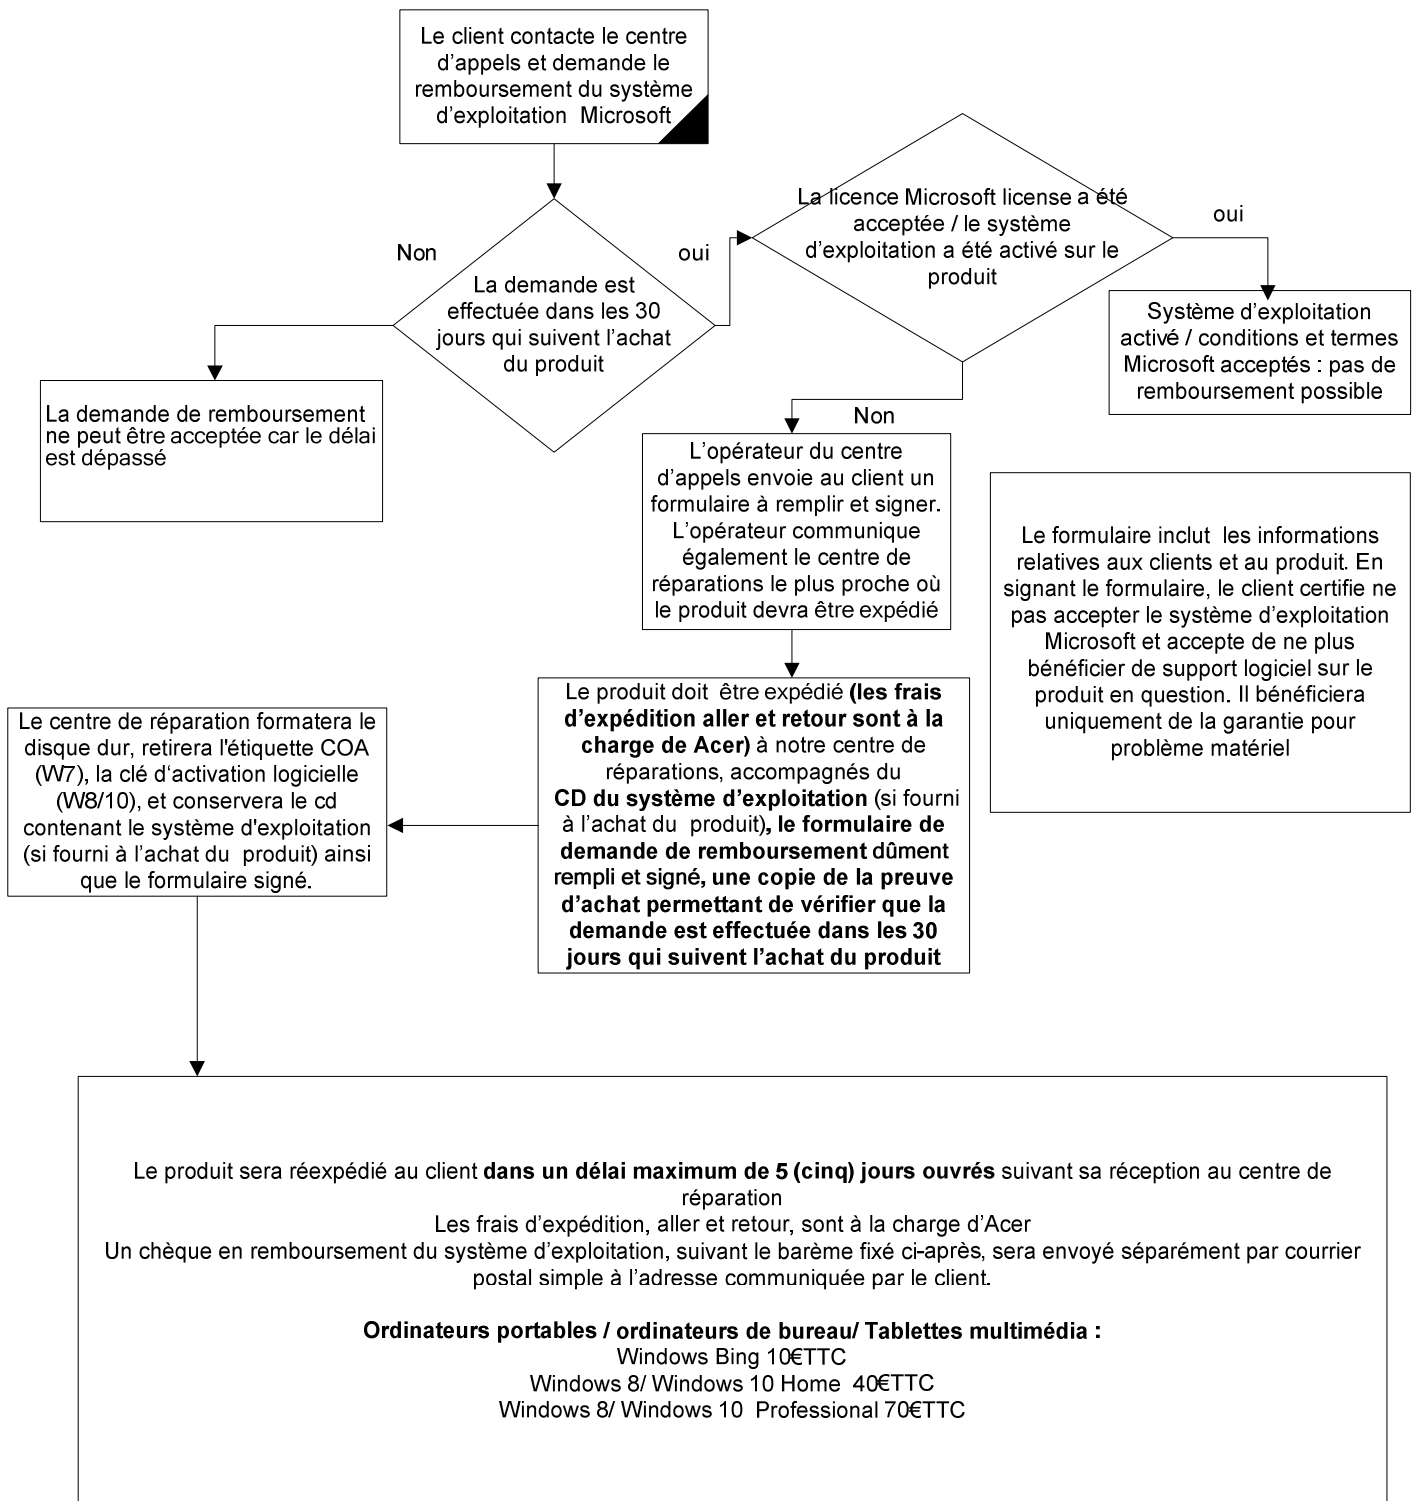 Le client contacte le centre
d'appels et demande le
remboursement du système
d'exploitation Microsoft
La licence Microsoft license a été
acceptée / le système
d'exploitation a été activé sur le
produit
oui
Non
oui
La demande est
effectuée dans les 30
jours qui suivent l'achat
du produit
Système d'exploitation
activé / conditions et termes
Microsoft acceptés : pas de
remboursement possible
La demande de remboursement
ne peut être acceptée car le délai
est dépassé
Non
L'opérateur du centre
d'appels envoie au client un
formulaire à remplir et signer.
L'opérateur communique
également le centre de
réparations le plus proche où
le produit devra être expédié
Le formulaire inclut les informations
relatives aux clients et au produit. En
signant le formulaire, le client certifie ne
pas accepter le système d'exploitation
Microsoft et accepte de ne plus
bénéficier de support logiciel sur le
produit en question. Il bénéficiera
uniquement de la garantie pour
problème matériel
Le produit doit être expédié (les frais
d'expédition aller et retour sont à la
charge de Acer) à notre centre de
réparations, accompagnés du
CD du système d'exploitation (si fourni
à l'achat du produit), le formulaire de
demande de remboursement dûment
rempli et signé, une copie de la preuve
d'achat permettant de vérifier que la
demande est effectuée dans les 30
jours qui suivent l'achat du produit
Le centre de réparation formatera le
disque dur, retirera l'étiquette COA
(W7), la clé d'activation logicielle
(W8/10), et conservera le cd
contenant le système d'exploitation
(si fourni à l'achat du produit) ainsi
que le formulaire signé.
Le produit sera réexpédié au client dans un délai maximum de 5 (cinq) jours ouvrés suivant sa réception au centre de
réparation
Les frais d'expédition, aller et retour, sont à la charge d'Acer
Un chèque en remboursement du système d'exploitation, suivant le barème fixé ci-après, sera envoyé séparément par courrier
postal simple à l'adresse communiquée par le client.
Ordinateurs portables / ordinateurs de bureau/ Tablettes multimédia :
Windows Bing 10€TTC
Windows 8/ Windows 10 Home 40€TTC
Windows 8/ Windows 10 Professional 70€TTC